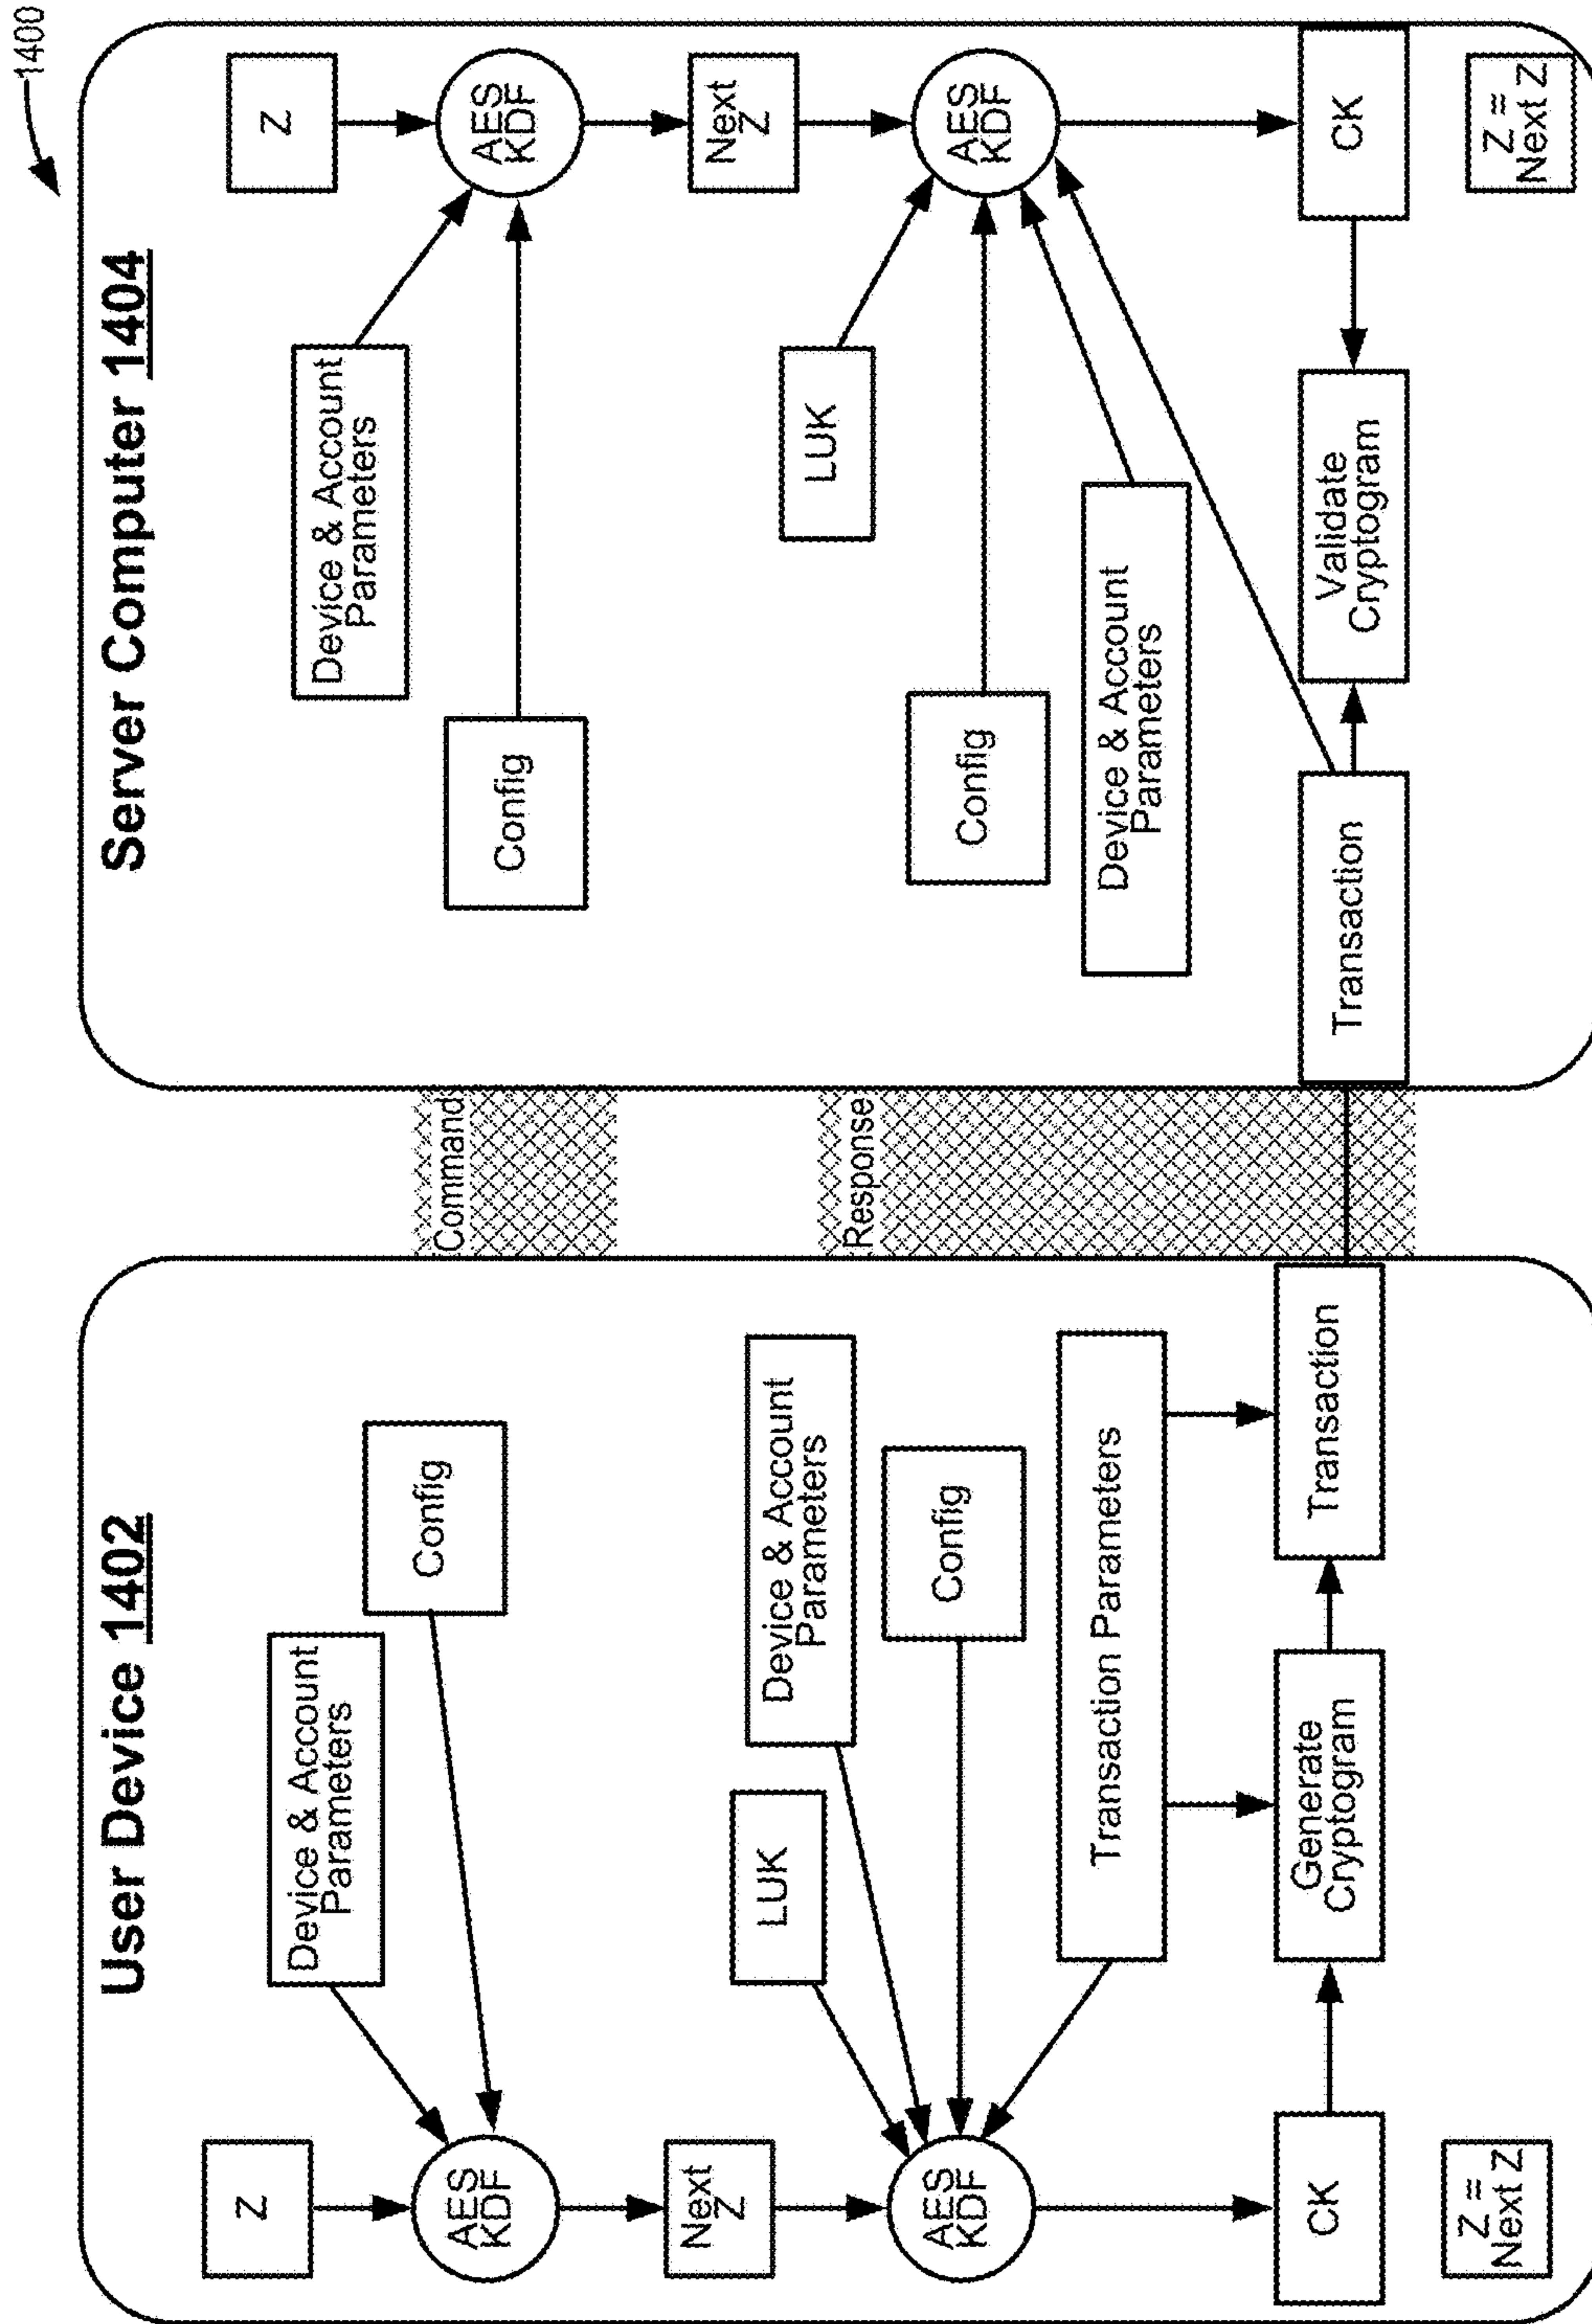 1400
User Device 1402
Z
Device & Account
Parameters
Config
AES
KDF
Next
Z
LUK
Device & Account
Parameters
Config
AES
KDF
Transaction Parameters
CK
Generate
Cryptogram
Transaction
Z =
Next Z
Command
Response
Server Computer 1404
Z
Device & Account
Parameters
Config
AES
KDF
Next
Z
LUK
Config
AES
KDF
Device & Account
Parameters
Transaction
Validate
Cryptogram
CK
Z =
Next Z